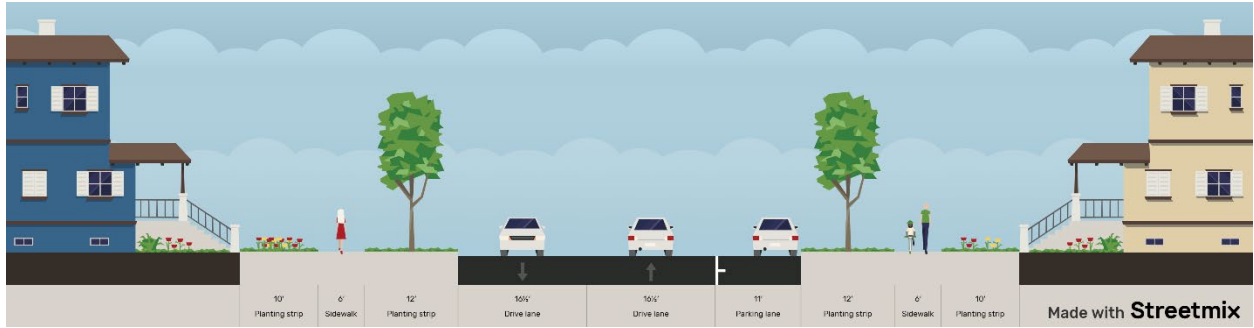 10' 6' 12' 16½' 16½' 11' 12' 6' 10'
Planting strip Sidewalk Planting strip Drive lane Drive lane Parking lane Planting strip Sidewalk Planting strip
Made with Streetmix